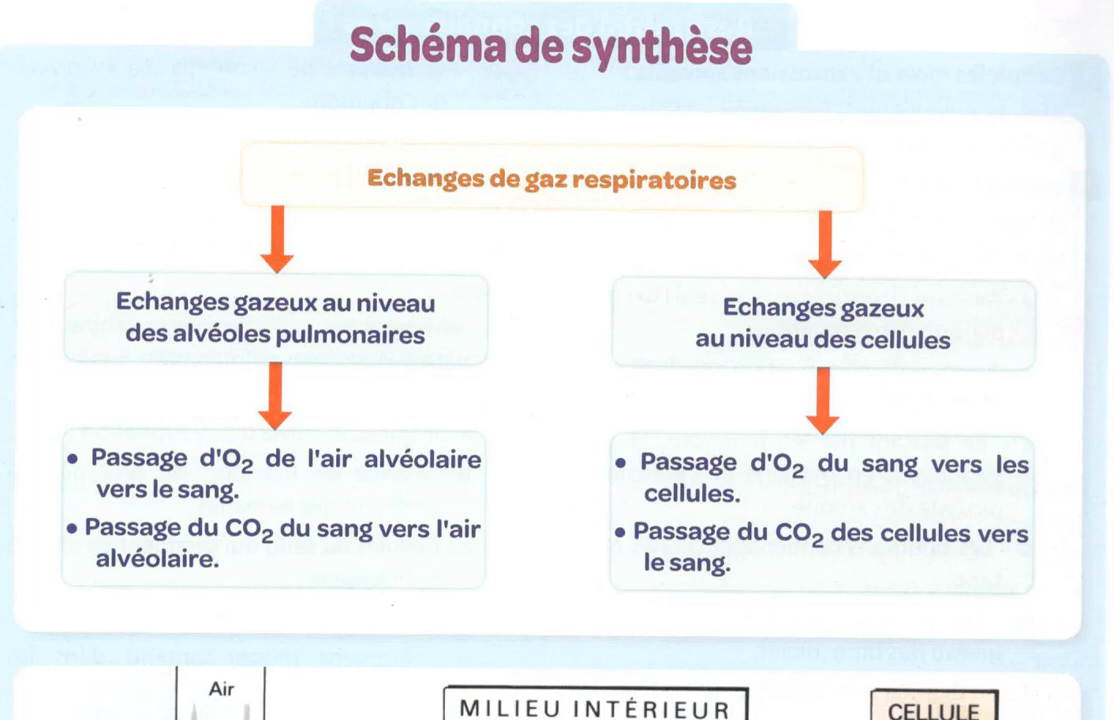 Schéma de synthèse
Echanges de gaz respiratoires
Echanges gazeux au niveau
des alvéoles pulmonaires
Echanges gazeux
au niveau des cellules
• Passage d'O₂ de l'air alvéolaire
vers le sang.
• Passage du CO₂ du sang vers l'air
alvéolaire.
• Passage d'O₂ du sang vers les
cellules.
• Passage du CO₂ des cellules vers
le sang.
Air
MILIEU INTÉRIEUR
CELLULE